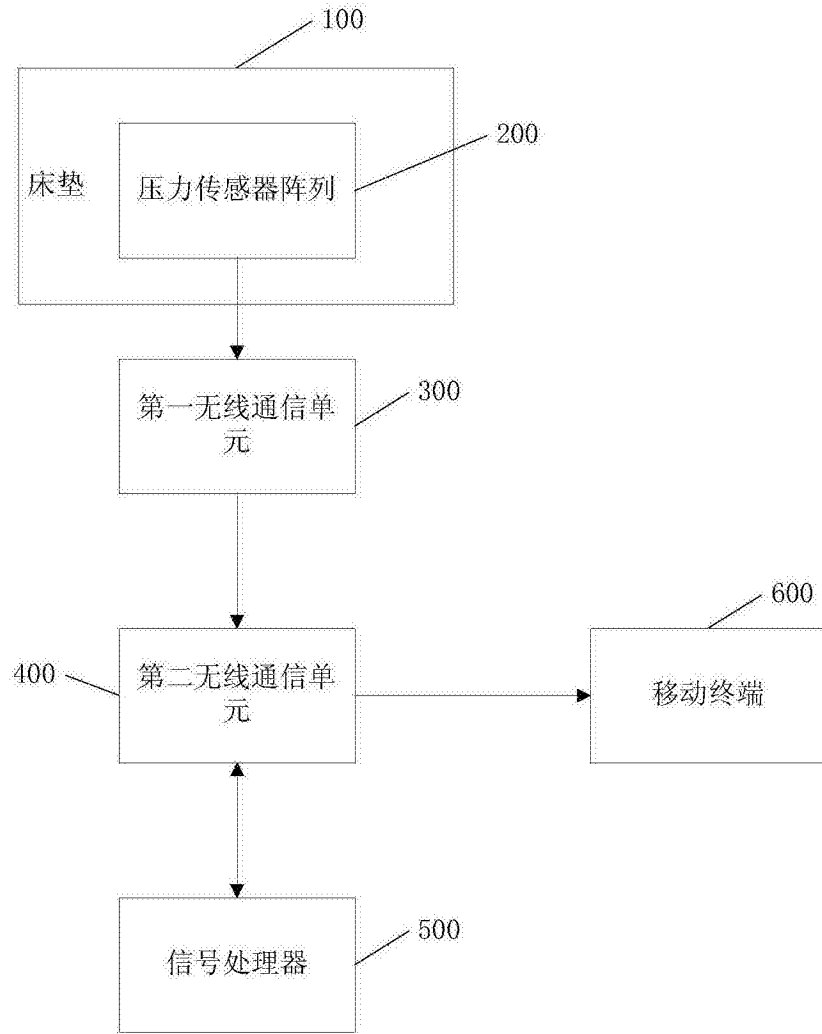 100
200
床垫
压力传感器阵列
300
第一无线通信单
元
600
400
第二无线通信单
元
移动终端
500
信号处理器